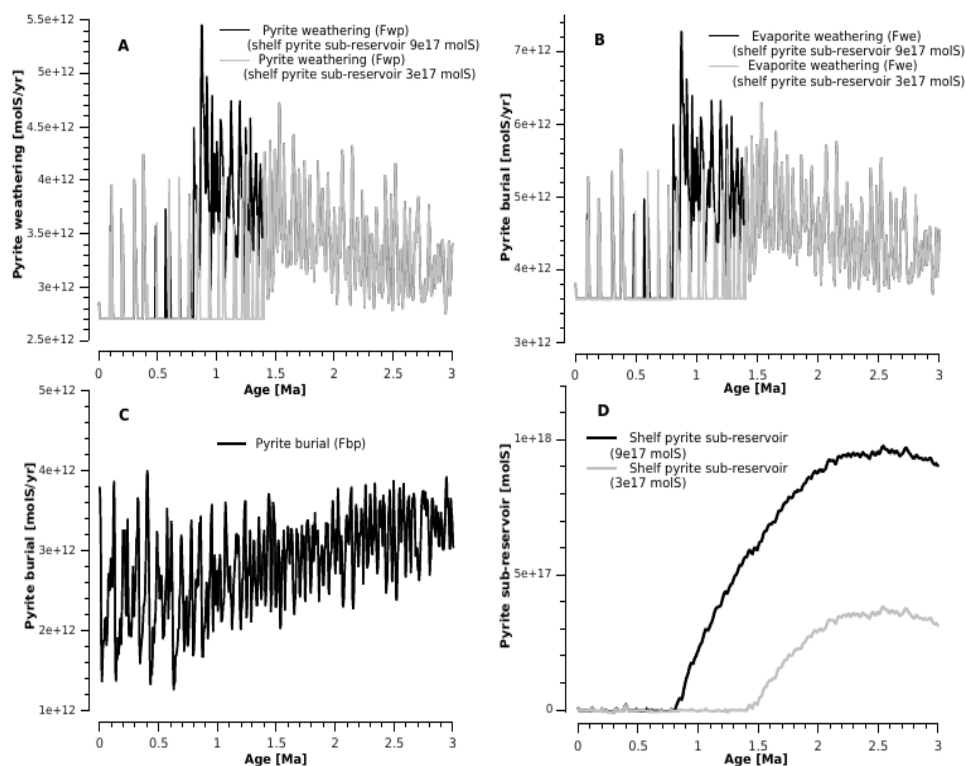 A
Pyrite weathering (Fwp)
(shelf pyrite sub-reservoir 9e17 molS)
Pyrite weathering (Fwp)
(shelf pyrite sub-reservoir 3e17 molS)
Pyrite weathering [molS/yr]
5.5e+12
5e+12
4.5e+12
4e+12
3.5e+12
3e+12
2.5e+12
0 0.5 1 1.5 2 2.5 3
Age [Ma]
B
Evaporite weathering (Fwe)
(shelf pyrite sub-reservoir 9e17 molS)
Evaporite weathering (Fwe)
(shelf pyrite sub-reservoir 3e17 molS)
Pyrite burial [molS/yr]
7e+12
6e+12
5e+12
4e+12
3e+12
0 0.5 1 1.5 2 2.5 3
Age [Ma]
C
Pyrite burial (Fbp)
Pyrite burial [molS/yr]
5e+12
4e+12
3e+12
2e+12
1e+12
0 0.5 1 1.5 2 2.5 3
Age [Ma]
D
Shelf pyrite sub-reservoir
(9e17 molS)
Shelf pyrite sub-reservoir
(3e17 molS)
Pyrite sub-reservoir [molS]
1e+18
5e+17
0
0 0.5 1 1.5 2 2.5 3
Age [Ma]